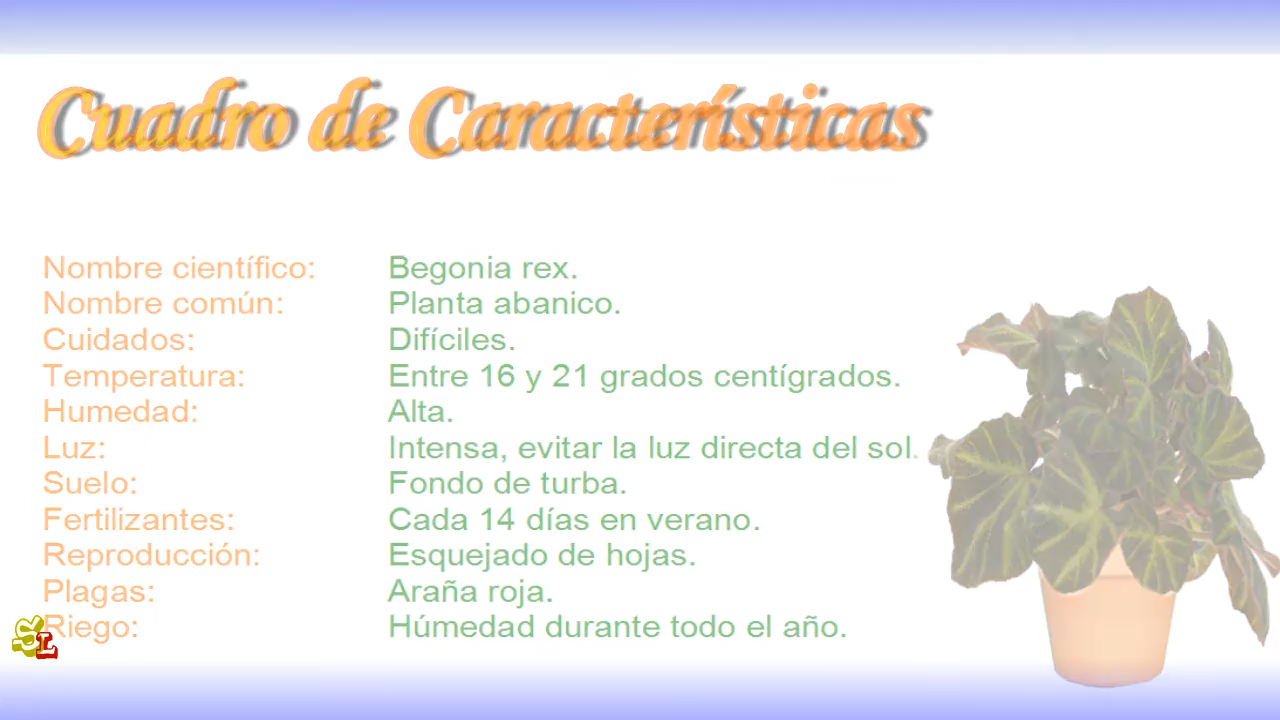 Cuadro de Características
Nombre científico: Begonia rex.
Nombre común: Planta abanico.
Cuidados: Difíciles.
Temperatura: Entre 16 y 21 grados centígrados.
Humedad: Alta.
Luz: Intensa, evitar la luz directa del sol.
Suelo: Fondo de turba.
Fertilizantes: Cada 14 días en verano.
Reproducción: Esquejado de hojas.
Plagas: Araña roja.
Riego: Húmedad durante todo el año.
SL